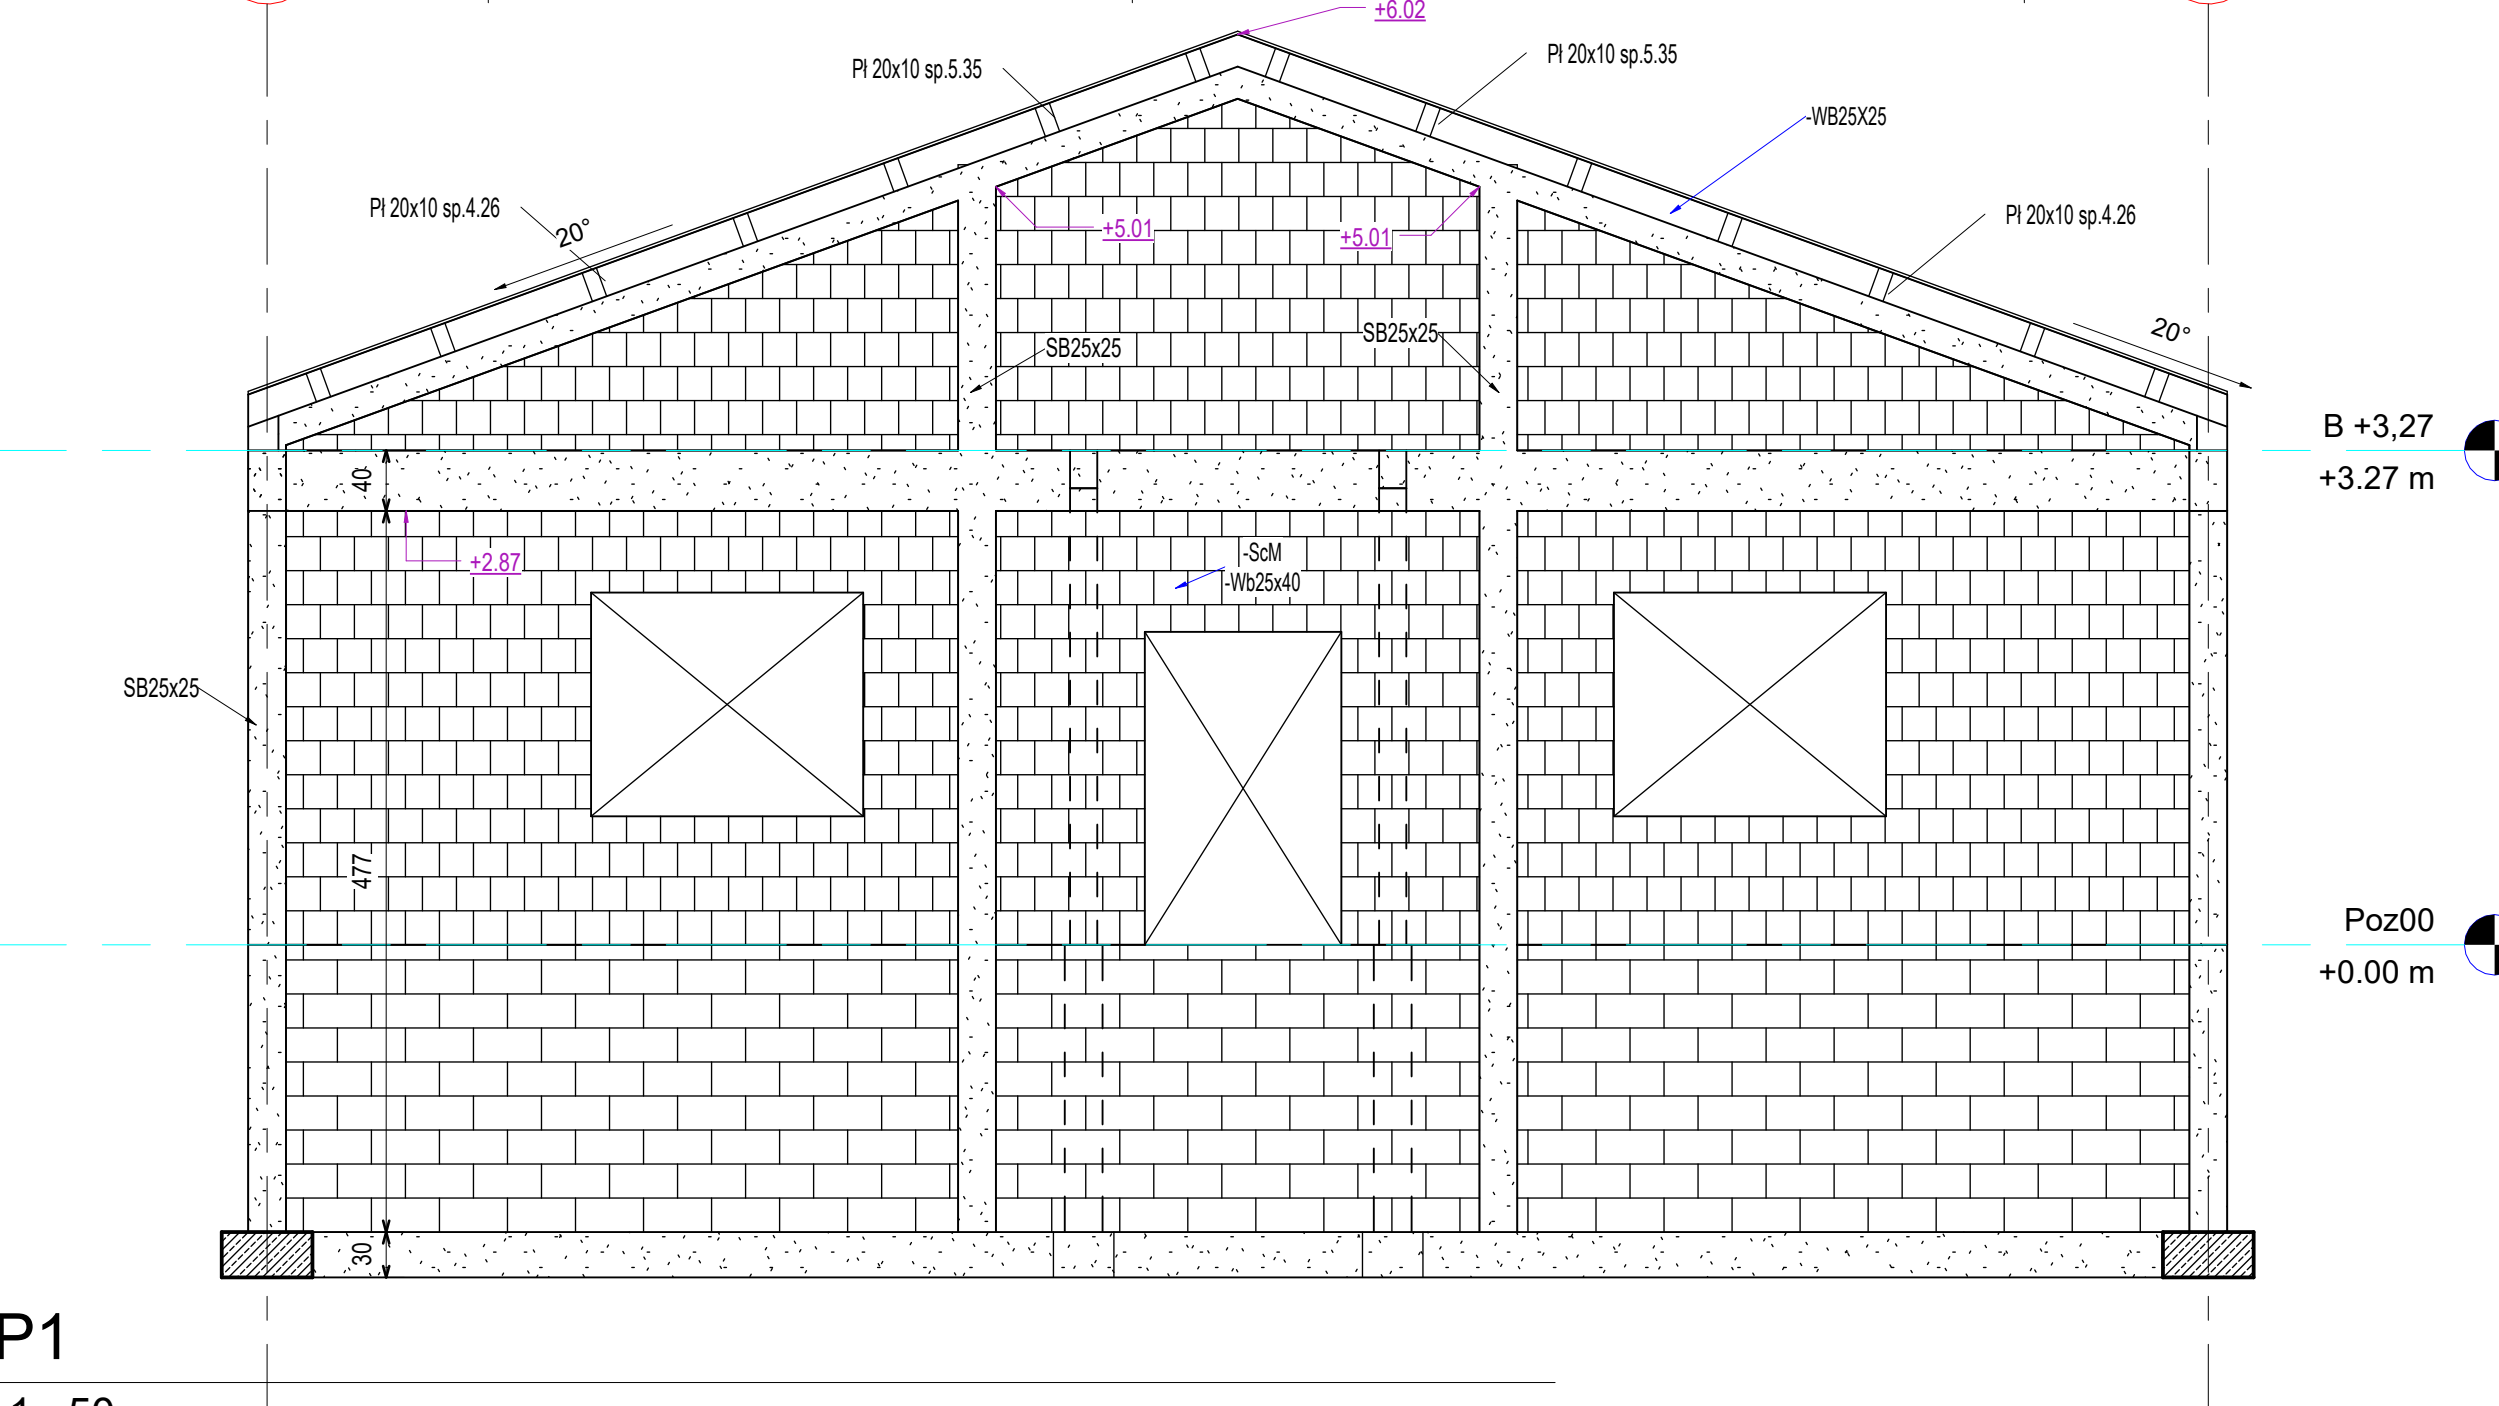 +6.02
Pł 20x10 sp.5.35
Pł 20x10 sp.5.35
-WB25X25
Pł 20x10 sp.4.26
20°
+5.01
+5.01
Pł 20x10 sp.4.26
20°
SB25x25
SB25x25
B +3,27
+3.27 m
40
+2.87
-ScM
-Wb25x40
SB25x25
477
Poz00
+0.00 m
30
P1